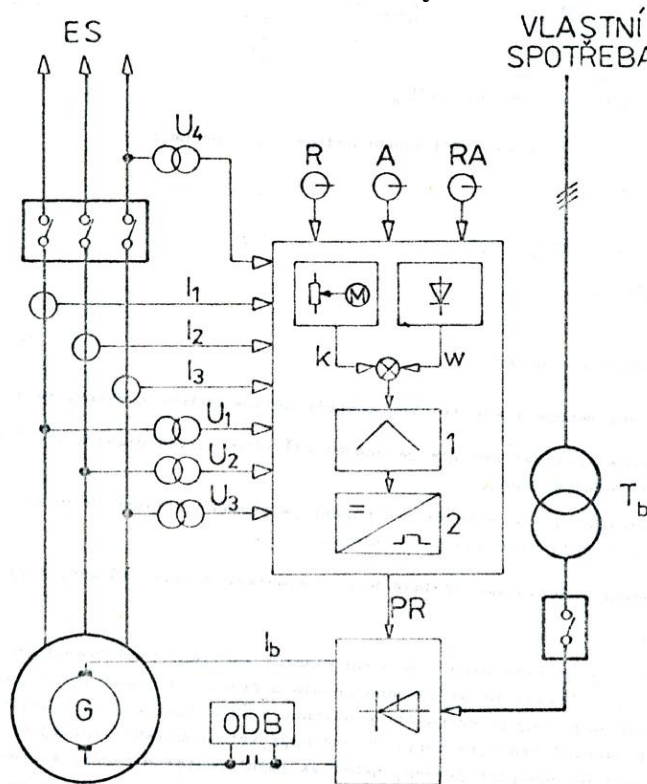 ES
VLASTNÍ
SPOTŘEBA
U4
R A RA
I1
M
I2
k w
I3
U1
1
U2
U3
= 2
Tb
PR
Ib
G
ODB